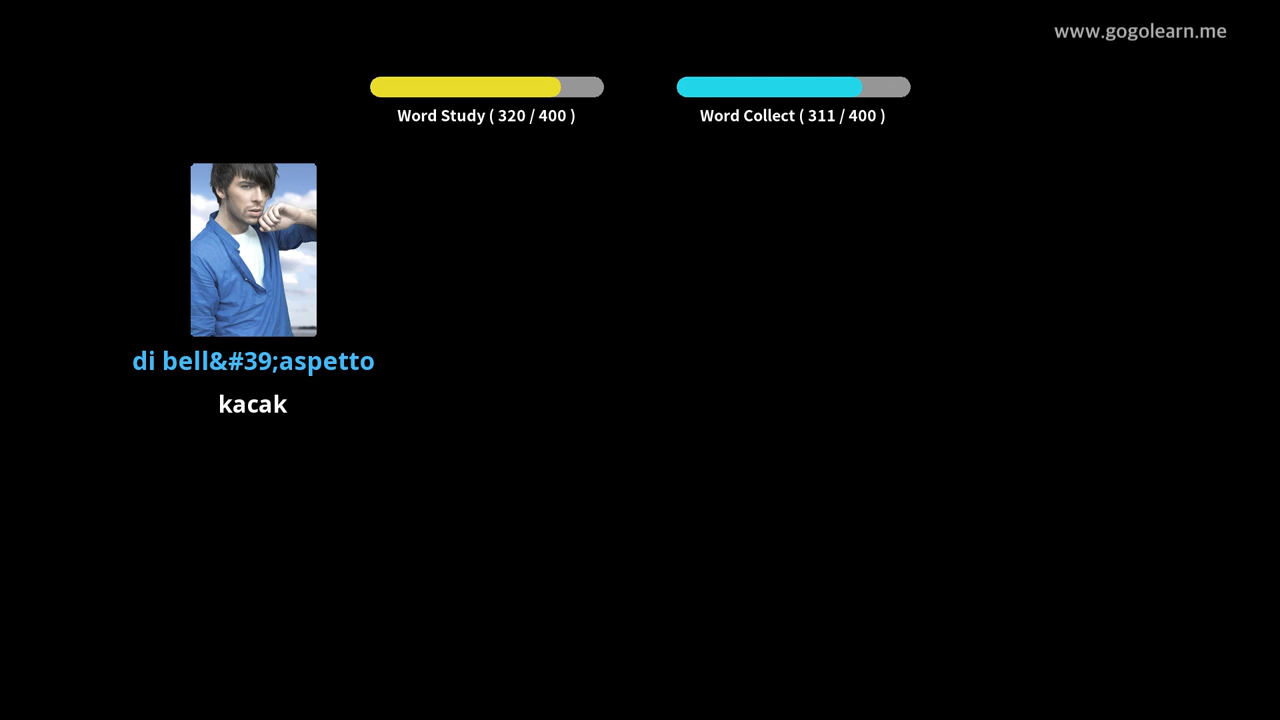 www.gogolearn.me
Word Study ( 320 / 400 )
Word Collect ( 311 / 400 )
di bell&#39;aspetto
kacak